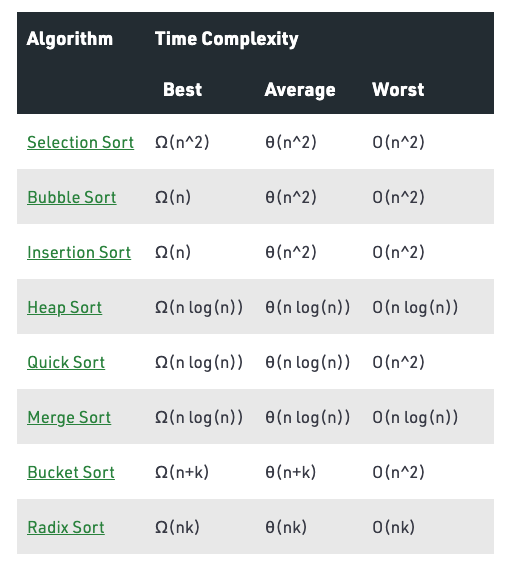 Algorithm Time Complexity
Best Average Worst
Selection Sort Ω(n^2) θ(n^2) O(n^2)
Bubble Sort Ω(n) θ(n^2) O(n^2)
Insertion Sort Ω(n) θ(n^2) O(n^2)
Heap Sort Ω(n log(n)) θ(n log(n)) O(n log(n))
Quick Sort Ω(n log(n)) θ(n log(n)) O(n^2)
Merge Sort Ω(n log(n)) θ(n log(n)) O(n log(n))
Bucket Sort Ω(n+k) θ(n+k) O(n^2)
Radix Sort Ω(nk) θ(nk) O(nk)